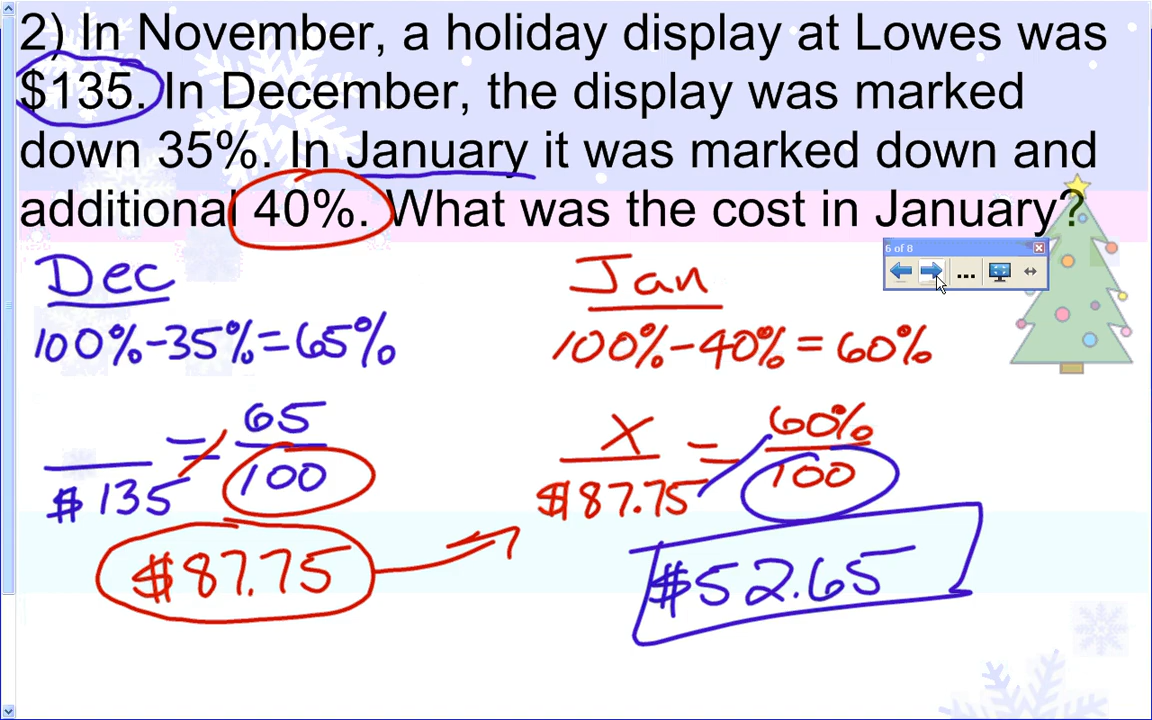 2) In November, a holiday display at Lowes was
$135. In December, the display was marked
down 35%. In January it was marked down and
additional 40%. What was the cost in January?
6 of 8
...
Dec
100%-35%=65%
Jan
100%-40%=60%
65
= 
$135 100
$87.75
X = 60%
$87.75 100
$52.65